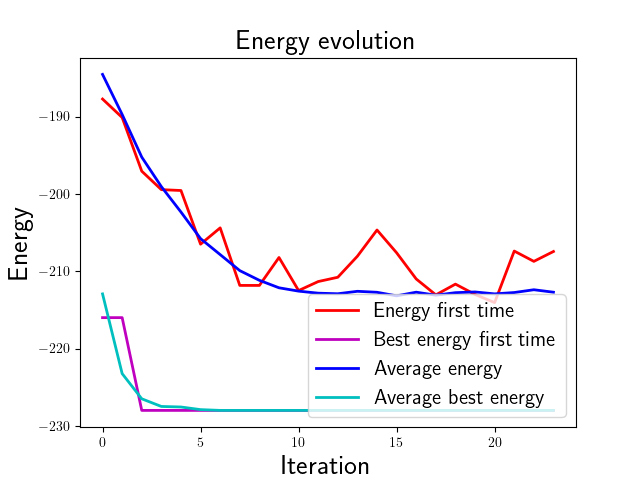 Energy evolution
Energy
−190
−200
−210
−220
−230
0 5 10 15 20
Iteration
Energy first time
Best energy first time
Average energy
Average best energy